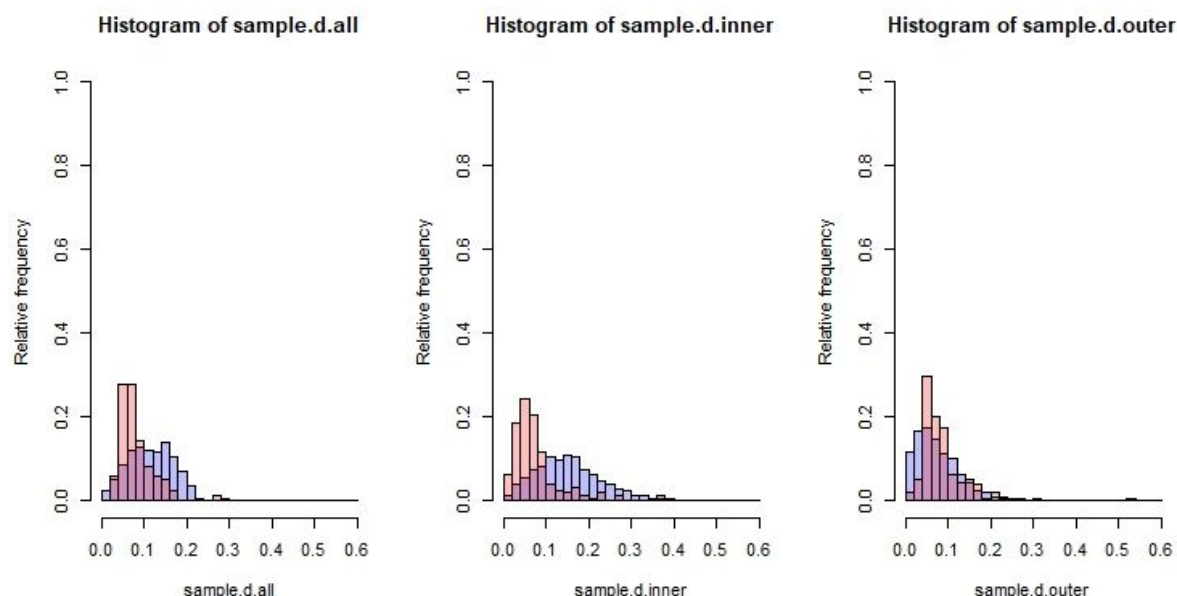 Histogram of sample.d.all
Relative frequency
1.0
0.8
0.6
0.4
0.2
0.0
0.0 0.1 0.2 0.3 0.4 0.5 0.6
sample.d.all
Histogram of sample.d.inner
Relative frequency
1.0
0.8
0.6
0.4
0.2
0.0
0.0 0.1 0.2 0.3 0.4 0.5 0.6
sample.d.inner
Histogram of sample.d.outer
Relative frequency
1.0
0.8
0.6
0.4
0.2
0.0
0.0 0.1 0.2 0.3 0.4 0.5 0.6
sample.d.outer